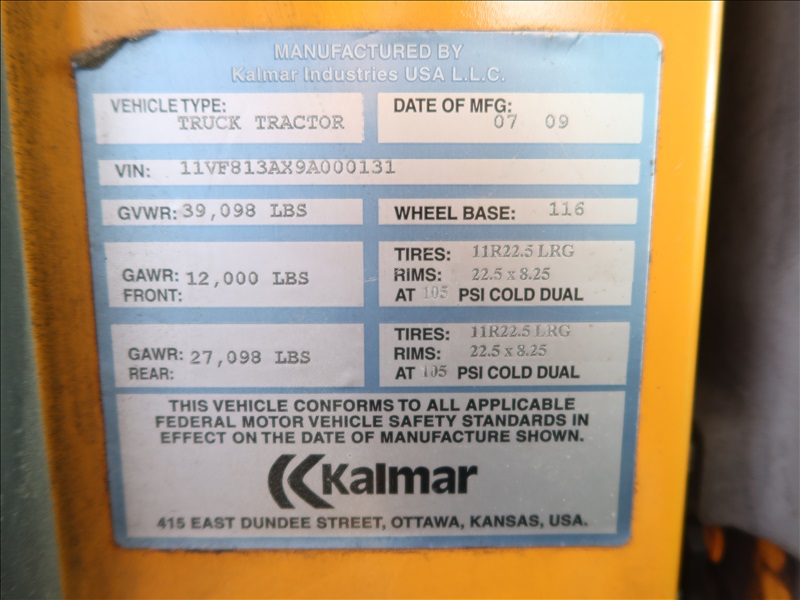 MANUFACTURED BY
Kalmar Industries USA L.L.C.
VEHICLE TYPE:
TRUCK TRACTOR
DATE OF MFG:
07 09
VIN: 11VF813AX9A000131
GVWR: 39,098 LBS
WHEEL BASE: 116
GAWR: 12,000 LBS
FRONT:
TIRES: 11R22.5 LRG
RIMS: 22.5 x 8.25
AT 105 PSI COLD DUAL
GAWR: 27,098 LBS
REAR:
TIRES: 11R22.5 LRG
RIMS: 22.5 x 8.25
AT 105 PSI COLD DUAL
THIS VEHICLE CONFORMS TO ALL APPLICABLE
FEDERAL MOTOR VEHICLE SAFETY STANDARDS IN
EFFECT ON THE DATE OF MANUFACTURE SHOWN.
Kalmar
415 EAST DUNDEE STREET, OTTAWA, KANSAS, USA.